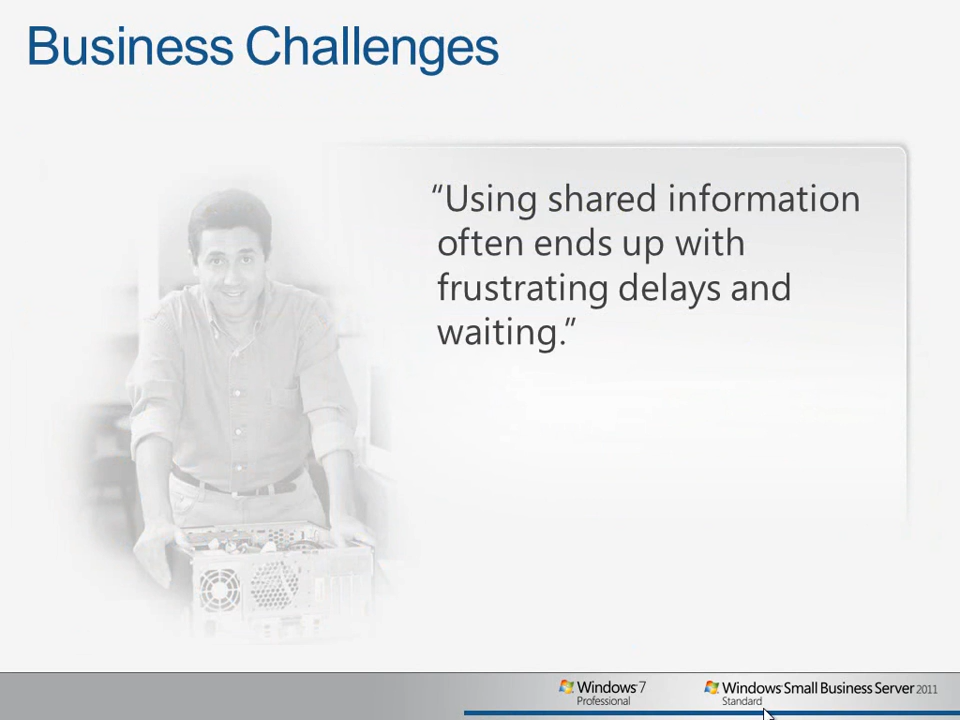 Business Challenges
“Using shared information
often ends up with
frustrating delays and
waiting.”
Windows 7
Professional
Windows Small Business Server 2011
Standard